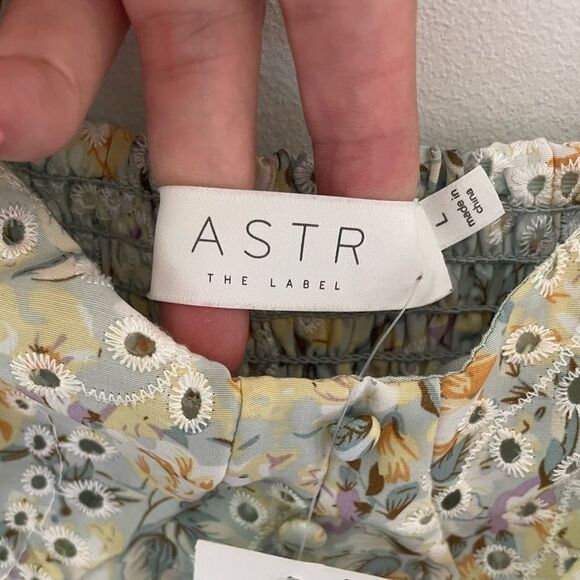 ASTR
THE LABEL
L
made in
china